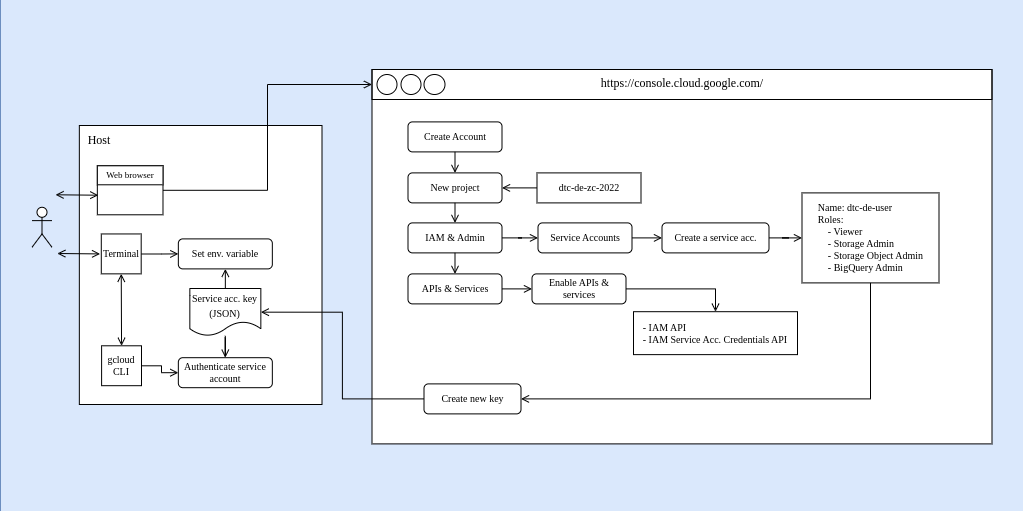 https://console.cloud.google.com/
Host
Web browser
Terminal
Set env. variable
Service acc. key
(JSON)
gcloud
CLI
Authenticate service
account
Create Account
New project
dtc-de-zc-2022
IAM & Admin
Service Accounts
Create a service acc.
Name: dtc-de-user
Roles:
- Viewer
- Storage Admin
- Storage Object Admin
- BigQuery Admin
APIs & Services
Enable APIs &
services
- IAM API
- IAM Service Acc. Credentials API
Create new key